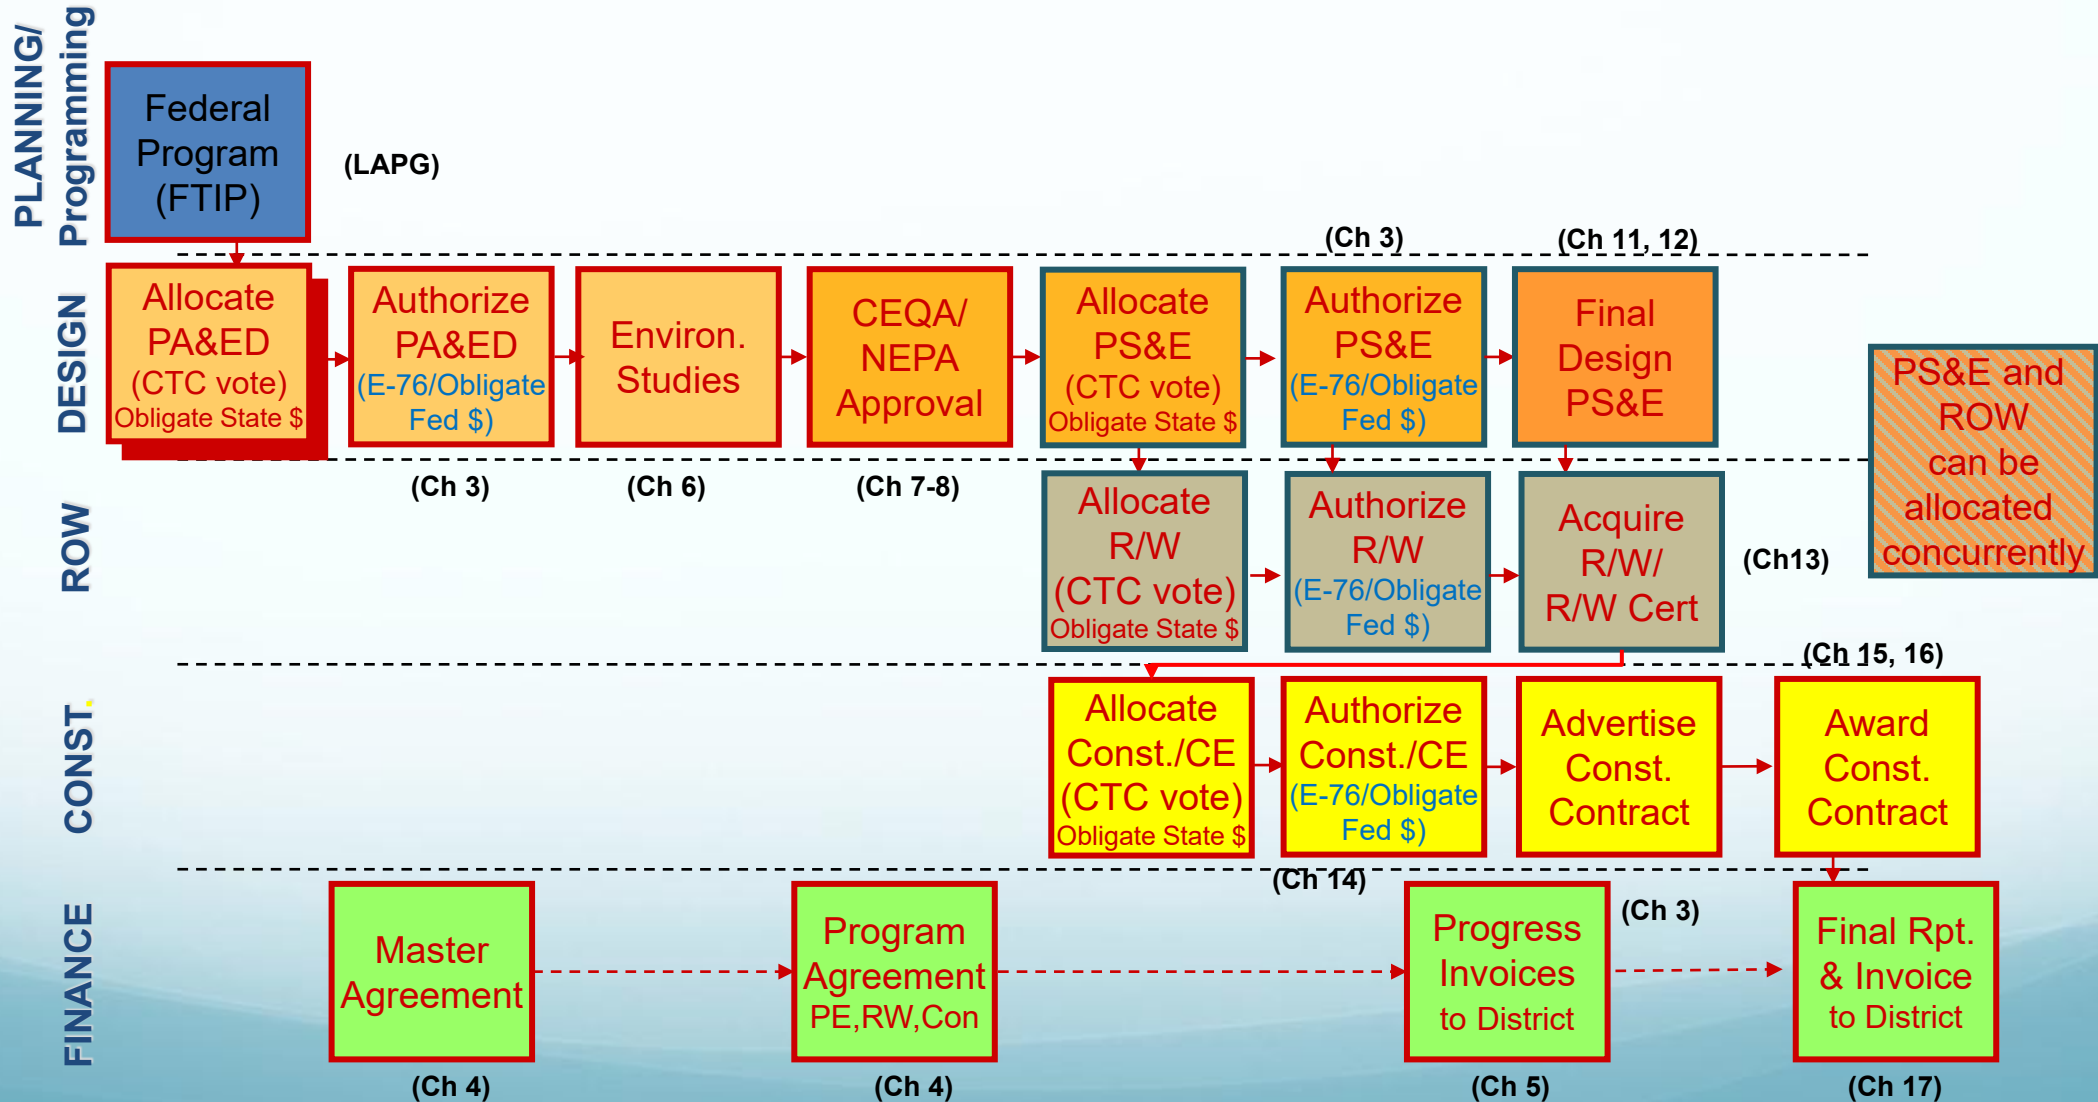 PLANNING/
Programming
Federal
Program
(FTIP)
(LAPG)
DESIGN
Allocate
PA&ED
(CTC vote)
Obligate State $
Authorize
PA&ED
(E-76/Obligate
Fed $)
(Ch 3)
Environ.
Studies
(Ch 6)
CEQA/
NEPA
Approval
(Ch 7-8)
Allocate
PS&E
(CTC vote)
Obligate State $
(Ch 3)
Authorize
PS&E
(E-76/Obligate
Fed $)
(Ch 11, 12)
Final
Design
PS&E
PS&E and
ROW
can be
allocated
concurrently
ROW
Allocate
R/W
(CTC vote)
Obligate State $
Authorize
R/W
(E-76/Obligate
Fed $)
Acquire
R/W/
R/W Cert
(Ch13)
CONST.
Allocate
Const./CE
(CTC vote)
Obligate State $
Authorize
Const./CE
(E-76/Obligate
Fed $)
(Ch 14)
Advertise
Const.
Contract
(Ch 15, 16)
Award
Const.
Contract
FINANCE
Master
Agreement
(Ch 4)
Program
Agreement
PE,RW,Con
(Ch 4)
Progress
Invoices
to District
(Ch 3)
(Ch 5)
Final Rpt.
& Invoice
to District
(Ch 17)